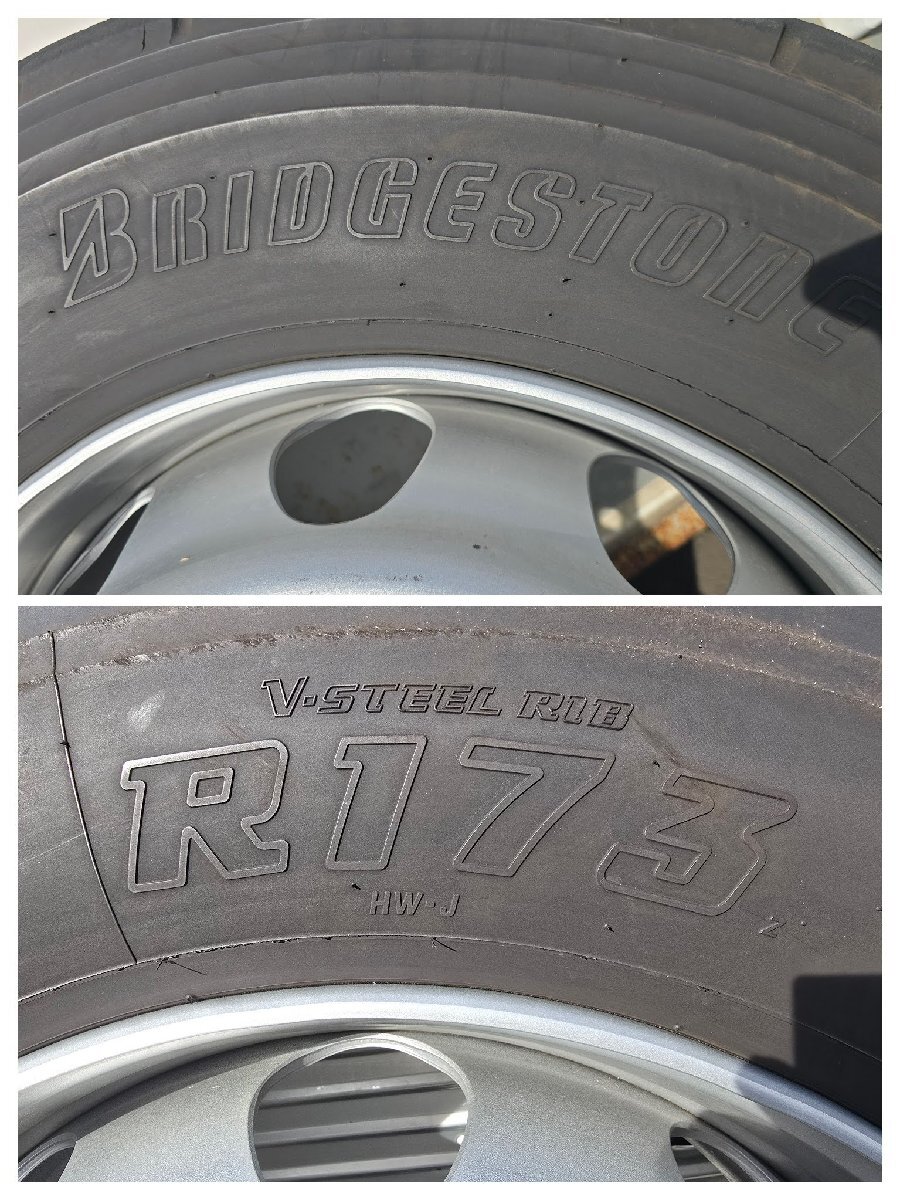 BRIDGESTONE
V·STEEL RIB
R173
HW·J
Z